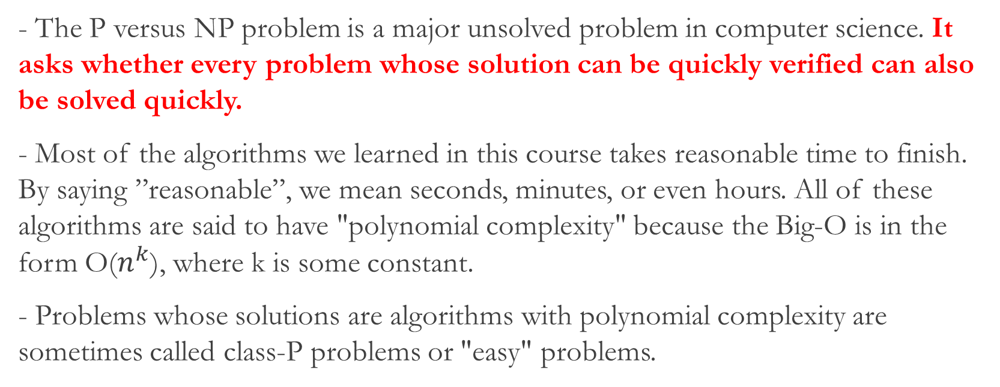 - The P versus NP problem is a major unsolved problem in computer science. It
asks whether every problem whose solution can be quickly verified can also
be solved quickly.
- Most of the algorithms we learned in this course takes reasonable time to finish.
By saying ”reasonable”, we mean seconds, minutes, or even hours. All of these
algorithms are said to have "polynomial complexity" because the Big-O is in the
form O(n^k), where k is some constant.
- Problems whose solutions are algorithms with polynomial complexity are
sometimes called class-P problems or "easy" problems.